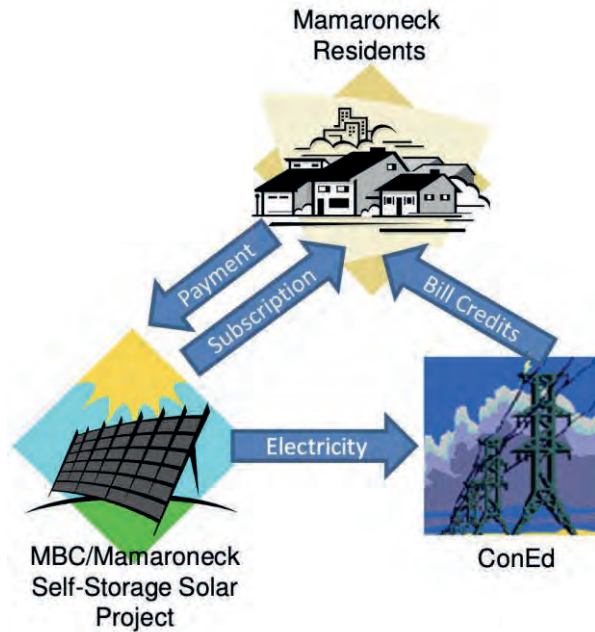 Mamaroneck
Residents
Payment
Subscription
Bill Credits
Electricity
MBC/Mamaroneck
Self-Storage Solar
Project
ConEd